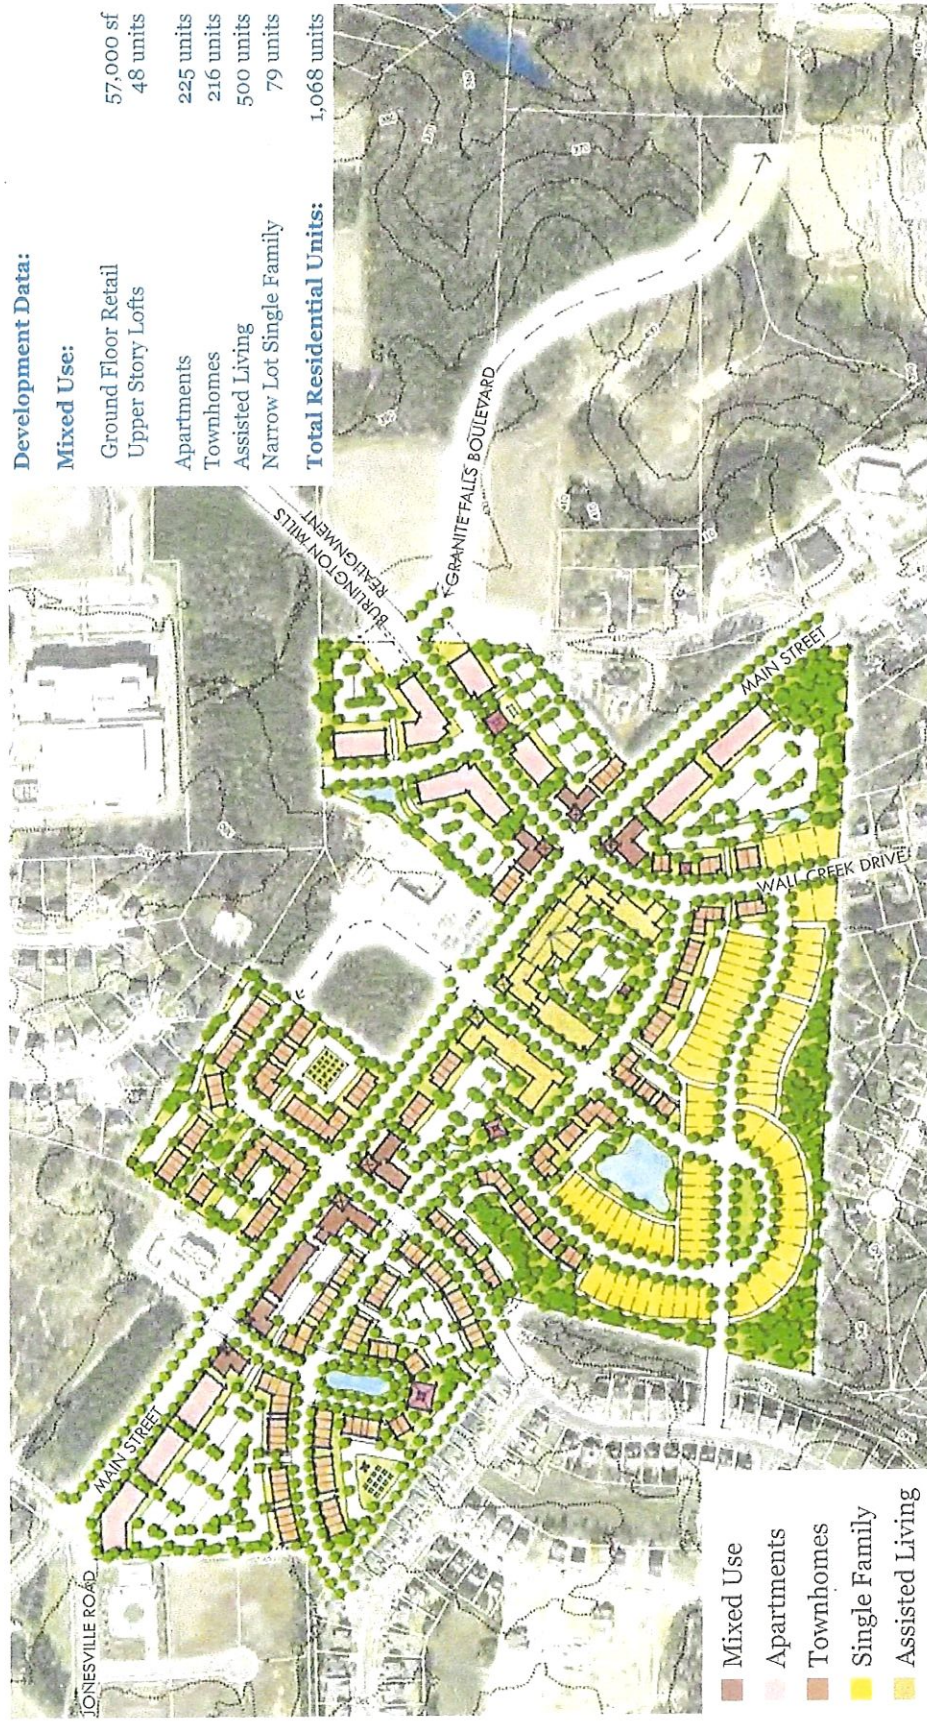 Development Data:
Mixed Use:
Ground Floor Retail 57,000 sf
Upper Story Lofts 48 units
Apartments 225 units
Townhomes 216 units
Assisted Living 500 units
Narrow Lot Single Family 79 units
Total Residential Units: 1,068 units
BURLINGTON MILLS
REALIGNMENT
GRANITE FALLS BOULEVARD
MAIN STREET
WALL CREEK DRIVE
MAIN STREET
JONESVILLE ROAD
Mixed Use
Apartments
Townhomes
Single Family
Assisted Living
370